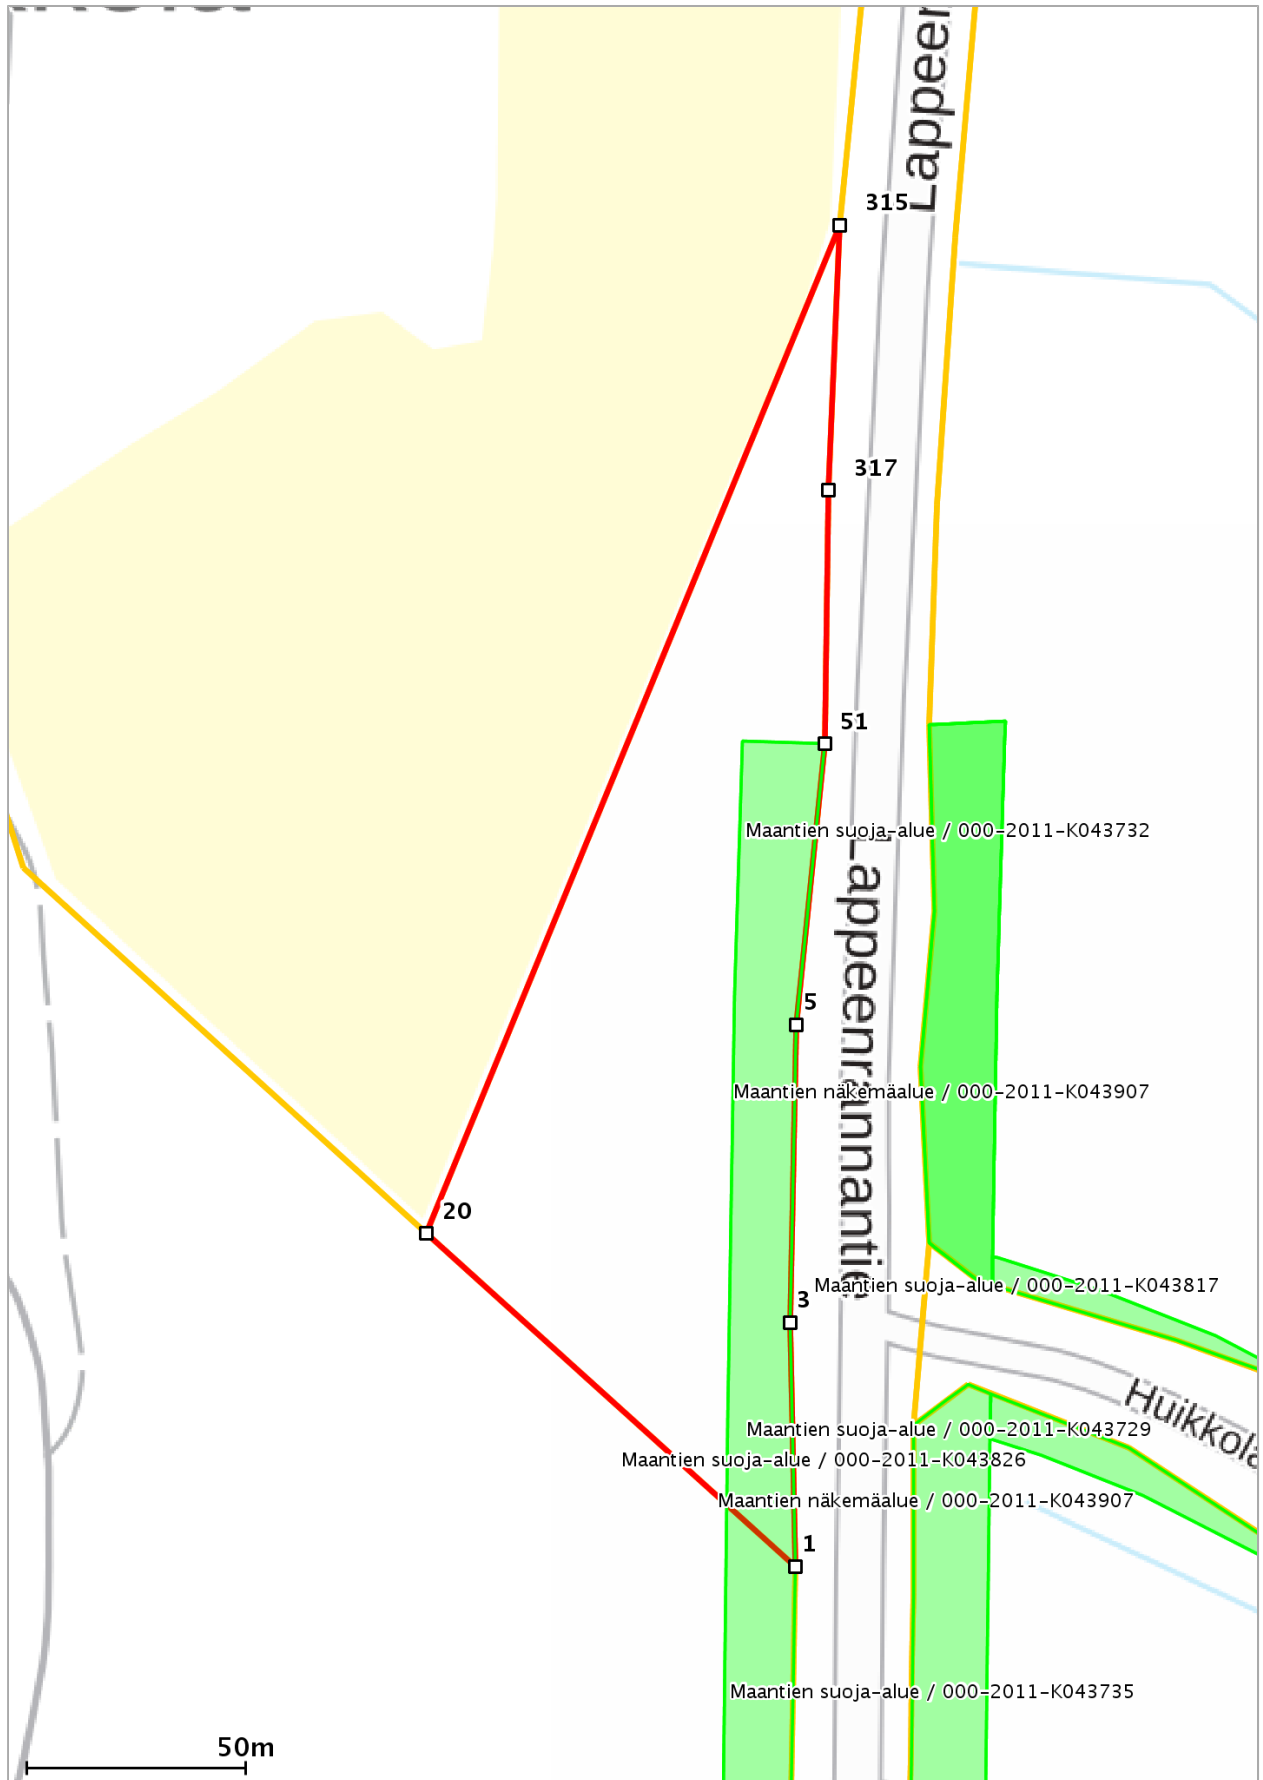 Lappeen
315
317
51
Maantien suoja-alue / 000-2011-K043732
Lappeenrannantie
5
Maantien näkemäalue / 000-2011-K043907
20
Maantien suoja-alue / 000-2011-K043817
3
Huikkola
Maantien suoja-alue / 000-2011-K043729
Maantien suoja-alue / 000-2011-K043826
Maantien näkemäalue / 000-2011-K043907
1
Maantien suoja-alue / 000-2011-K043735
50m